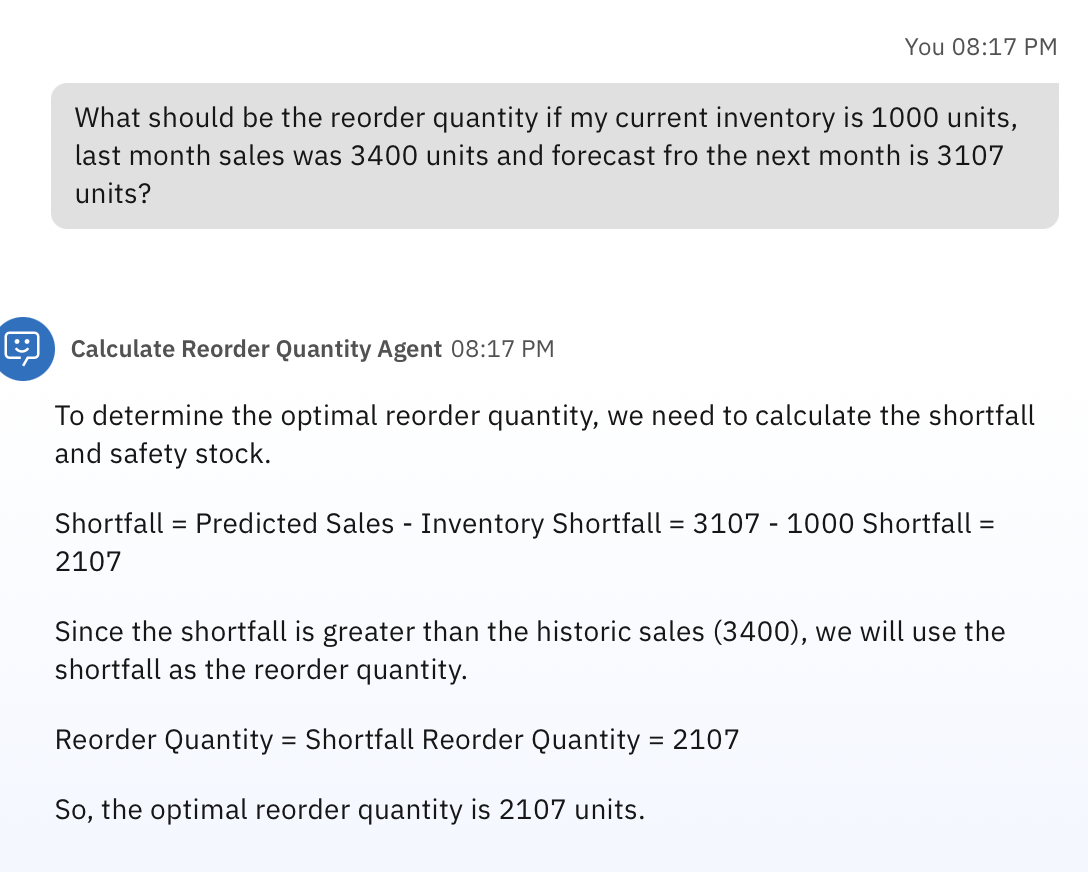 You 08:17 PM
What should be the reorder quantity if my current inventory is 1000 units,
last month sales was 3400 units and forecast fro the next month is 3107
units?
Calculate Reorder Quantity Agent 08:17 PM
To determine the optimal reorder quantity, we need to calculate the shortfall
and safety stock.
Shortfall = Predicted Sales - Inventory Shortfall = 3107 - 1000 Shortfall =
2107
Since the shortfall is greater than the historic sales (3400), we will use the
shortfall as the reorder quantity.
Reorder Quantity = Shortfall Reorder Quantity = 2107
So, the optimal reorder quantity is 2107 units.